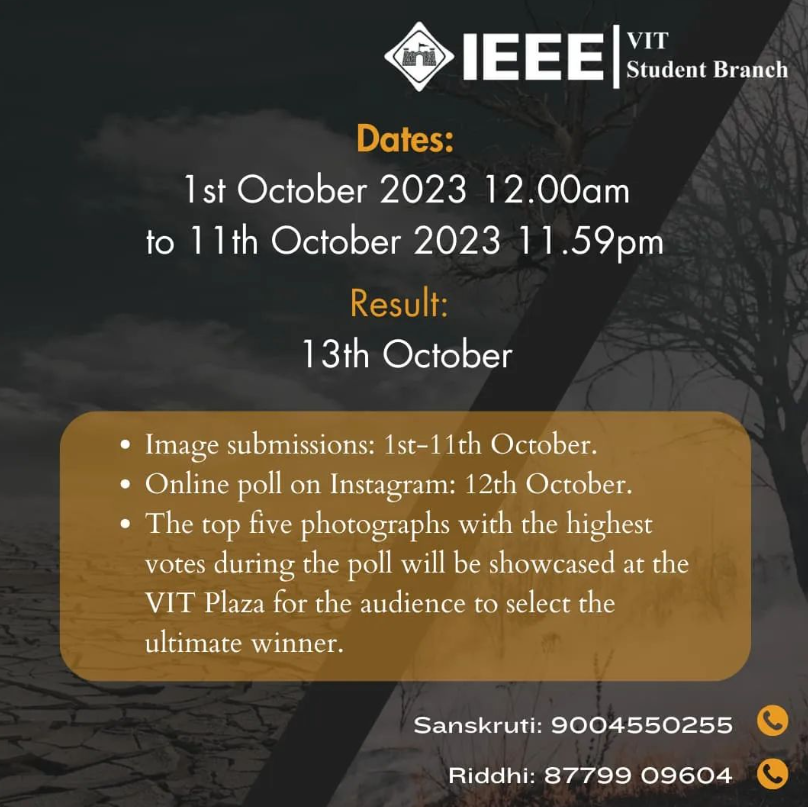 IEEE
VIT
Student Branch
Dates:
1st October 2023 12.00am
to 11th October 2023 11.59pm
Result:
13th October
• Image submissions: 1st-11th October.
• Online poll on Instagram: 12th October.
• The top five photographs with the highest
votes during the poll will be showcased at the
VIT Plaza for the audience to select the
ultimate winner.
Sanskruti: 9004550255
Riddhi: 87799 09604